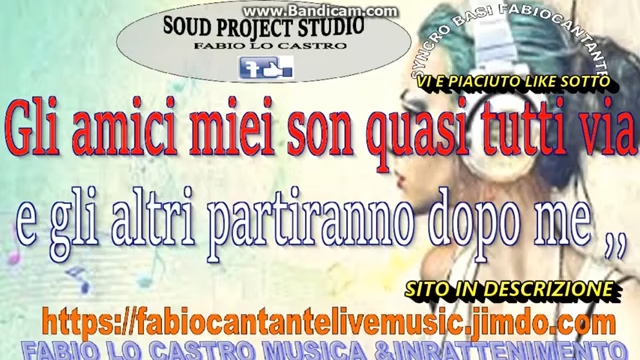 www.Bandicam.com
SOUD PROJECT STUDIO
FABIO LO CASTRO
SYNCRO BASI FABIOCANTANTE
VI E PIACIUTO LIKE SOTTO
Gli amici miei son quasi tutti via
e gli altri partiranno dopo me ,,
SITO IN DESCRIZIONE
https://fabiocantantelivemusic.jimdo.com
FABIO LO CASTRO MUSICA &INRATTENIMENTO